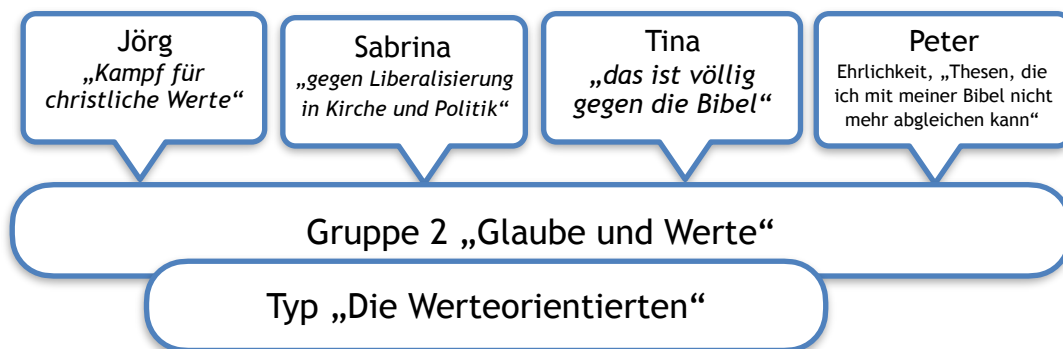 Jörg
„Kampf für
christliche Werte“
Sabrina
„gegen Liberalisierung
in Kirche und Politik“
Tina
„das ist völlig
gegen die Bibel“
Peter
Ehrlichkeit, „Thesen, die
ich mit meiner Bibel nicht
mehr abgleichen kann“
Gruppe 2 „Glaube und Werte“
Typ „Die Werteorientierten“